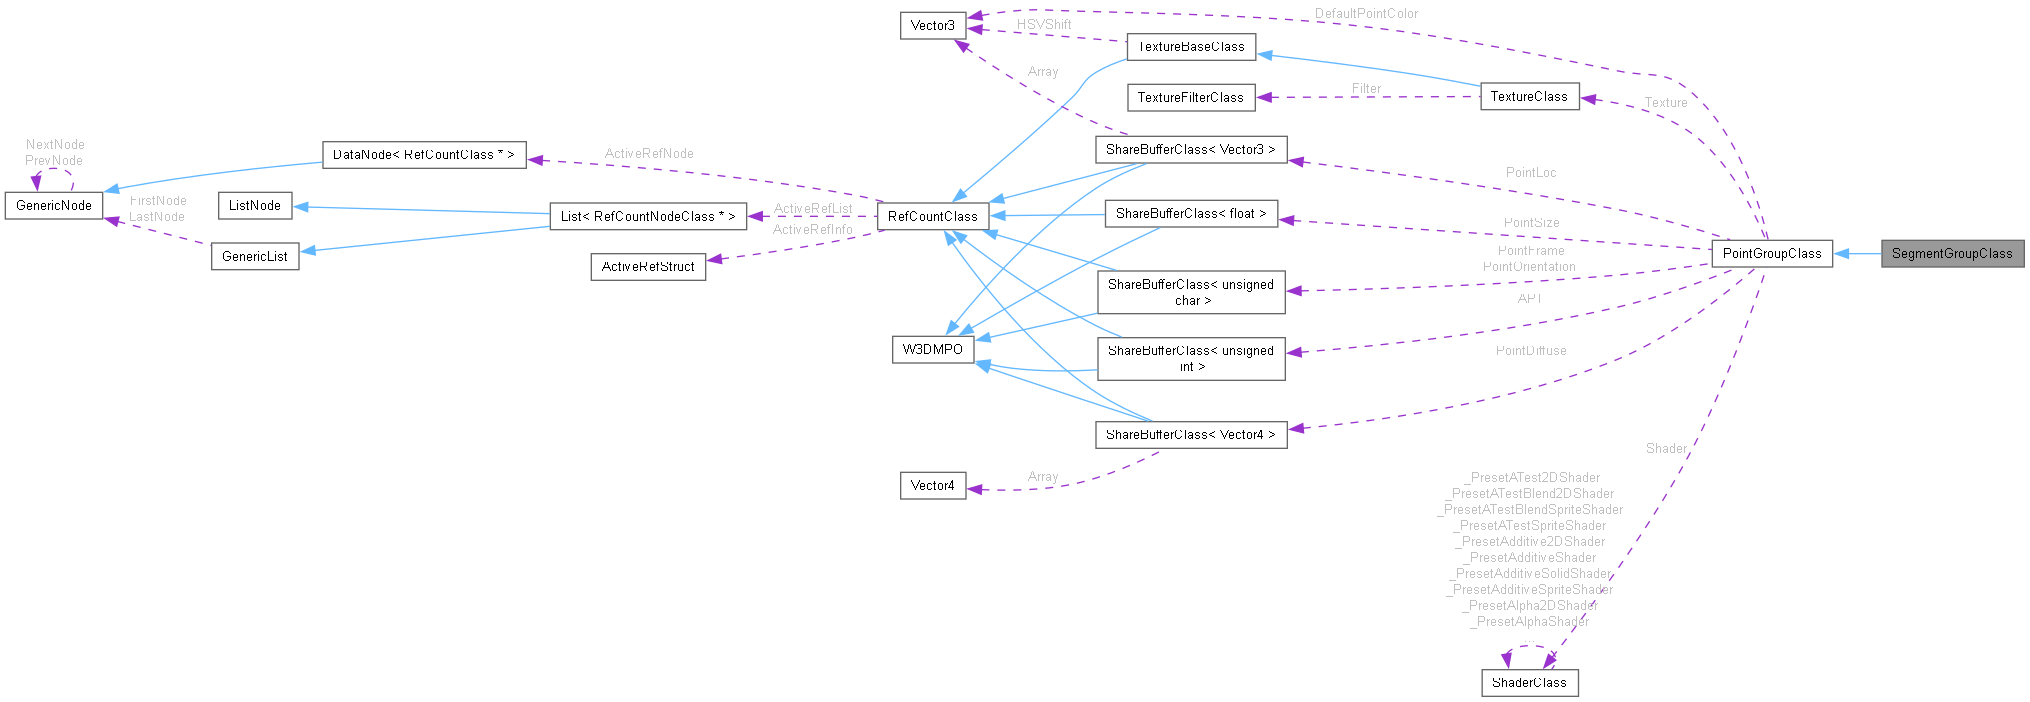 DefaultPointColor
Vector3
HSVShift
TextureBaseClass
Array
Filter
TextureFilterClass
TextureClass
Texture
NextNode
PrevNode
DataNode< RefCountClass * >
ActiveRefNode
ShareBufferClass< Vector3 >
PointLoc
GenericNode
FirstNode
LastNode
ListNode
List< RefCountNodeClass * >
ActiveRefList
ActiveRefInfo
RefCountClass
ShareBufferClass< float >
PointSize
GenericList
ActiveRefStruct
PointFrame
PointOrientation
PointGroupClass
SegmentGroupClass
ShareBufferClass< unsigned
char >
API
W3DMPO
ShareBufferClass< unsigned
int >
PointDiffuse
ShareBufferClass< Vector4 >
Shader
Vector4
Array
_PresetATest2DShader
_PresetATestBlend2DShader
_PresetATestBlendSpriteShader
_PresetATestSpriteShader
_PresetAdditive2DShader
_PresetAdditiveShader
_PresetAdditiveSolidShader
_PresetAdditiveSpriteShader
_PresetAlpha2DShader
_PresetAlphaShader
...
ShaderClass